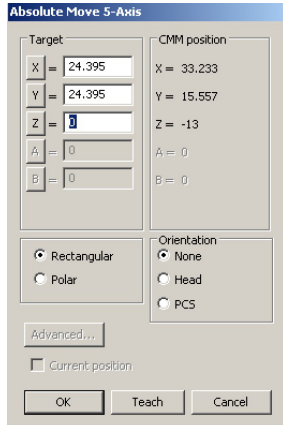 Absolute Move 5-Axis
Target
X = 24.395
Y = 24.395
Z = 0
A = 0
B = 0
CMM position
X = 33.233
Y = 15.557
Z = -13
A = 0
B = 0
Rectangular
Polar
Orientation
None
Head
PCS
Advanced...
Current position
OK Teach Cancel